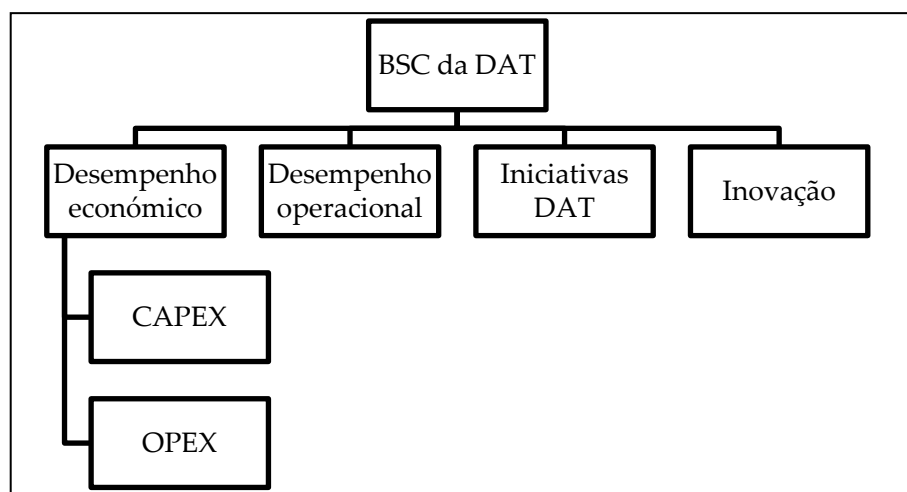 BSC da DAT
Desempenho
económico
Desempenho
operacional
Iniciativas
DAT
Inovação
CAPEX
OPEX